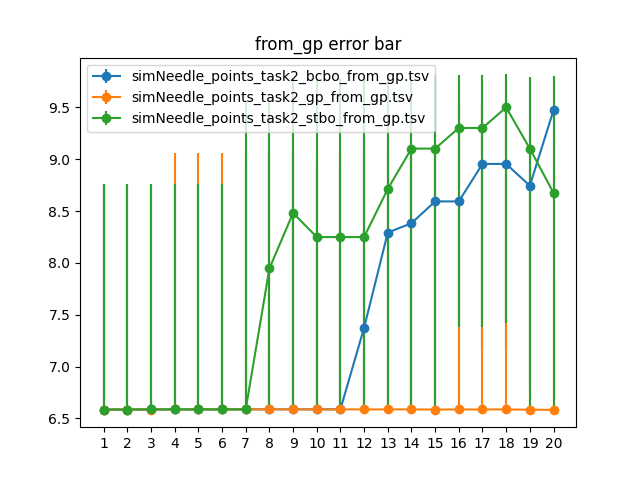 from_gp error bar
simNeedle_points_task2_bcbo_from_gp.tsv
simNeedle_points_task2_gp_from_gp.tsv
simNeedle_points_task2_stbo_from_gp.tsv
9.5
9.0
8.5
8.0
7.5
7.0
6.5
1 2 3 4 5 6 7 8 9 10 11 12 13 14 15 16 17 18 19 20